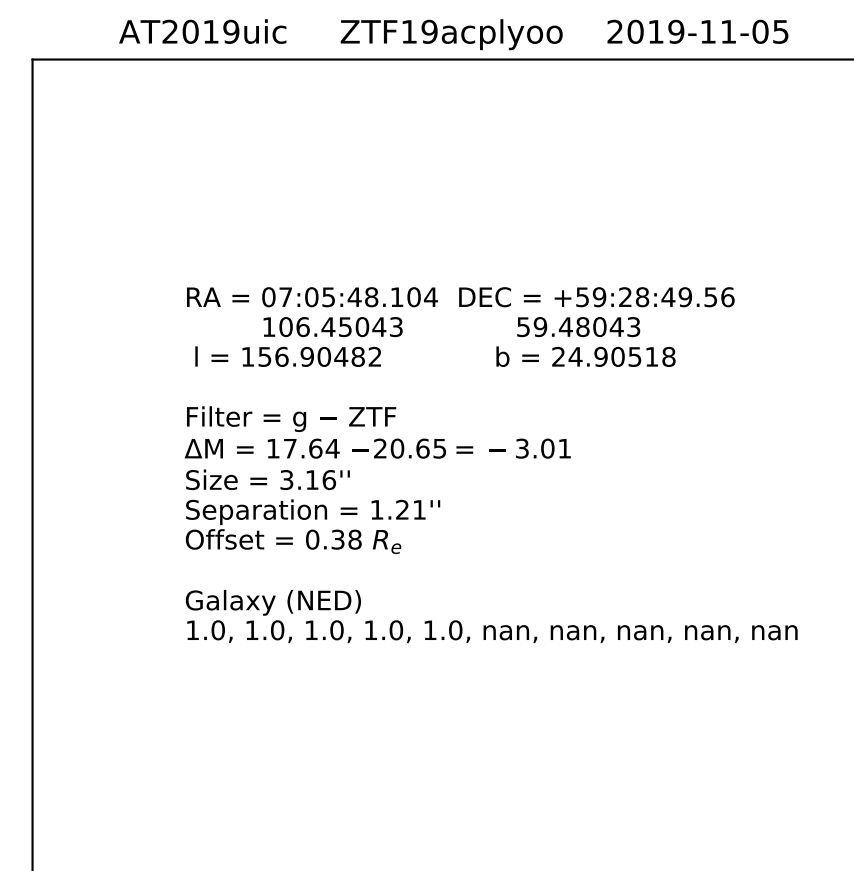 AT2019uic ZTF19acplyoo 2019-11-05
RA = 07:05:48.104 DEC = +59:28:49.56
106.45043 59.48043
l = 156.90482 b = 24.90518
Filter = g − ZTF
ΔM = 17.64 −20.65 = − 3.01
Size = 3.16''
Separation = 1.21''
Offset = 0.38 Re
Galaxy (NED)
1.0, 1.0, 1.0, 1.0, 1.0, nan, nan, nan, nan, nan